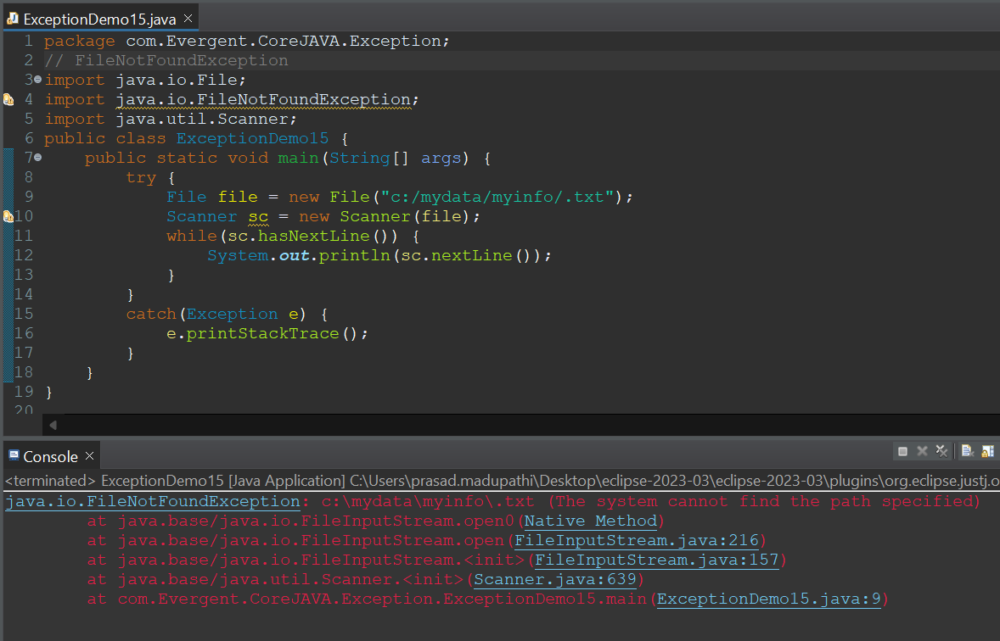 ExceptionDemo15.java
1 package com.Evergent.CoreJAVA.Exception;
2 // FileNotFoundException
3 import java.io.File;
4 import java.io.FileNotFoundException;
5 import java.util.Scanner;
6 public class ExceptionDemo15 {
7     public static void main(String[] args) {
8         try {
9             File file = new File("c:/mydata/myinfo/.txt");
10             Scanner sc = new Scanner(file);
11             while(sc.hasNextLine()) {
12                 System.out.println(sc.nextLine());
13             }
14         }
15         catch(Exception e) {
16             e.printStackTrace();
17         }
18     }
19 }
20
Console
<terminated> ExceptionDemo15 [Java Application] C:\Users\prasad.madupathi\Desktop\eclipse-2023-03\eclipse-2023-03\plugins\org.eclipse.justj.o
java.io.FileNotFoundException: c:\mydata\myinfo\.txt (The system cannot find the path specified)
        at java.base/java.io.FileInputStream.open0(Native Method)
        at java.base/java.io.FileInputStream.open(FileInputStream.java:216)
        at java.base/java.io.FileInputStream.<init>(FileInputStream.java:157)
        at java.base/java.util.Scanner.<init>(Scanner.java:639)
        at com.Evergent.CoreJAVA.Exception.ExceptionDemo15.main(ExceptionDemo15.java:9)